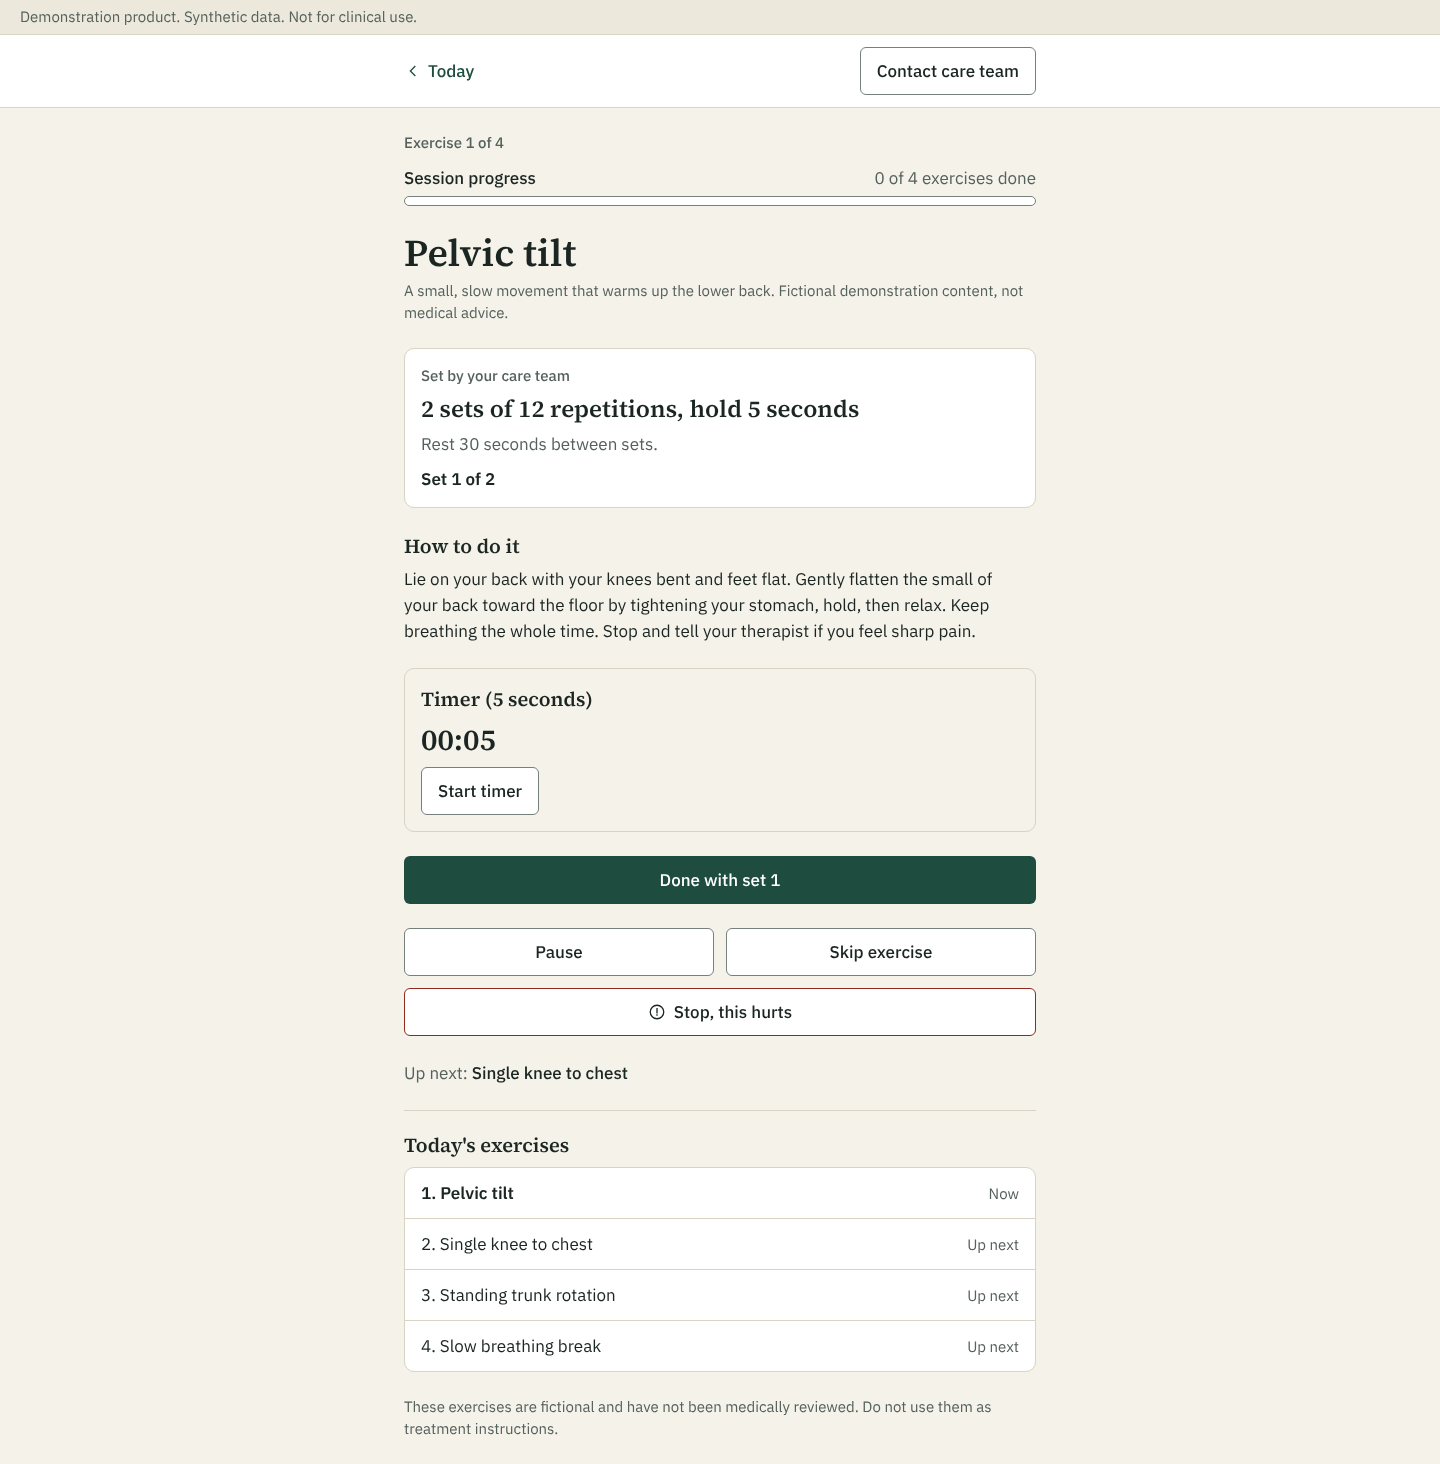 Demonstration product. Synthetic data. Not for clinical use.
Today
Contact care team
Exercise 1 of 4
Session progress
0 of 4 exercises done
Pelvic tilt
A small, slow movement that warms up the lower back. Fictional demonstration content, not
medical advice.
Set by your care team
2 sets of 12 repetitions, hold 5 seconds
Rest 30 seconds between sets.
Set 1 of 2
How to do it
Lie on your back with your knees bent and feet flat. Gently flatten the small of
your back toward the floor by tightening your stomach, hold, then relax. Keep
breathing the whole time. Stop and tell your therapist if you feel sharp pain.
Timer (5 seconds)
00:05
Start timer
Done with set 1
Pause
Skip exercise
Stop, this hurts
Up next: Single knee to chest
Today's exercises
1. Pelvic tilt
Now
2. Single knee to chest
Up next
3. Standing trunk rotation
Up next
4. Slow breathing break
Up next
These exercises are fictional and have not been medically reviewed. Do not use them as
treatment instructions.